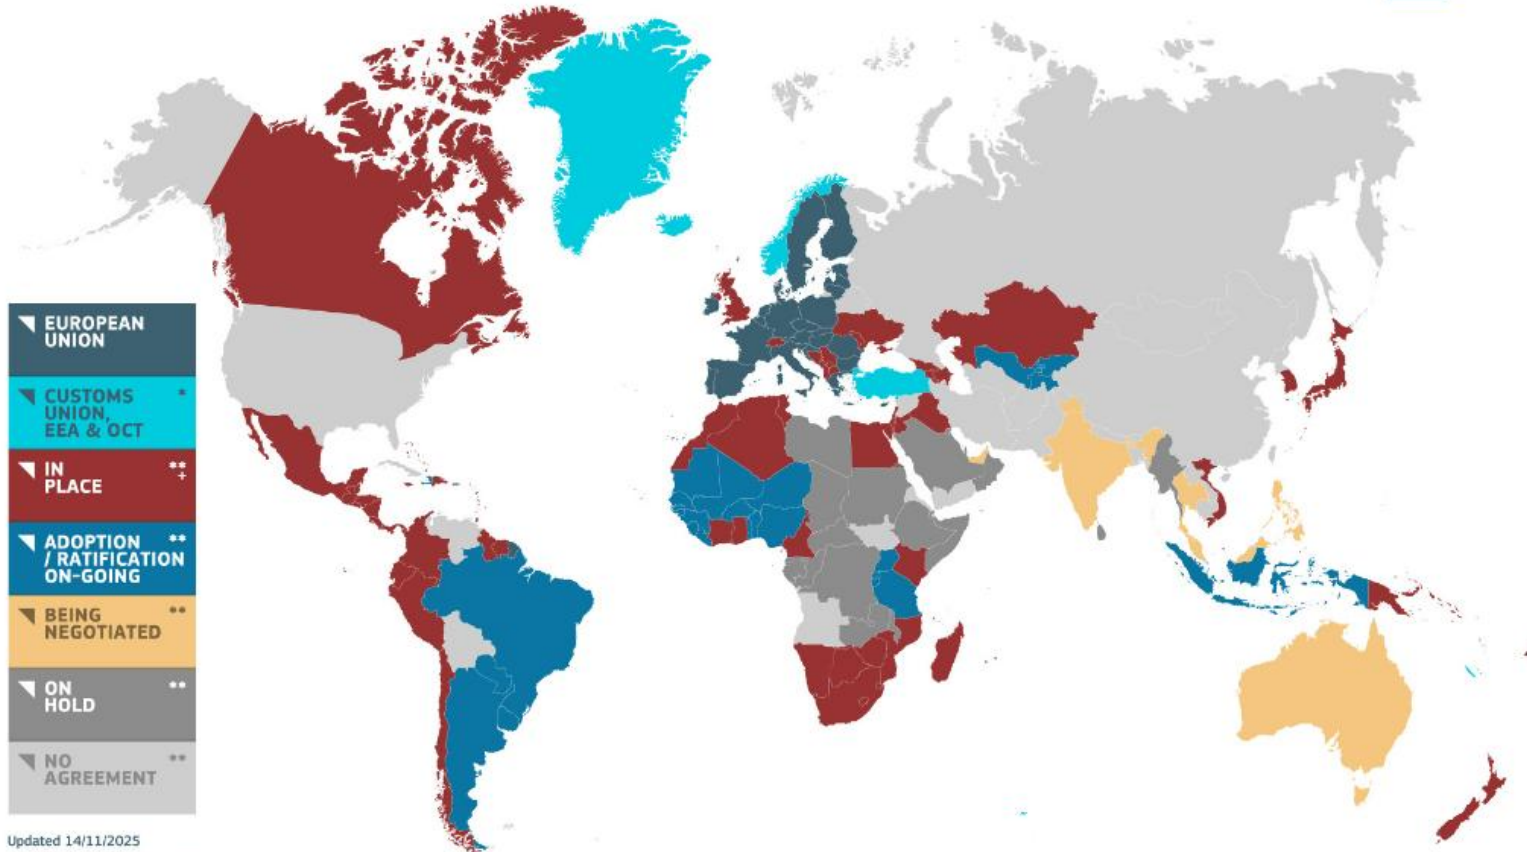 EUROPEAN
UNION
CUSTOMS *
UNION,
EEA & OCT
IN **
PLACE +
ADOPTION **
/ RATIFICATION
ON-GOING
BEING **
NEGOTIATED
ON **
HOLD
NO **
AGREEMENT
Updated 14/11/2025